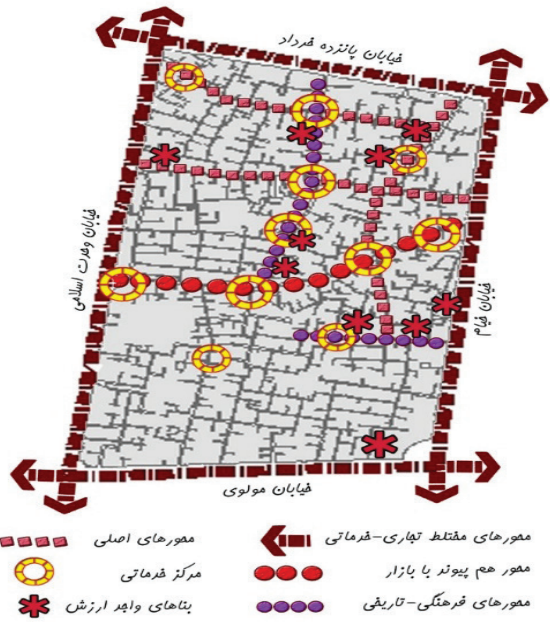 خیابان پانزده خرداد
خیابان وحدت اسلامی
خیابان خیام
خیابان مولوی
محورهای مختلط تجاری-خدماتی
محورهای اصلی
محور هم پیوند با بازار
مرکز خدماتی
محورهای فرهنگی-تاریخی
بناهای واجد ارزش